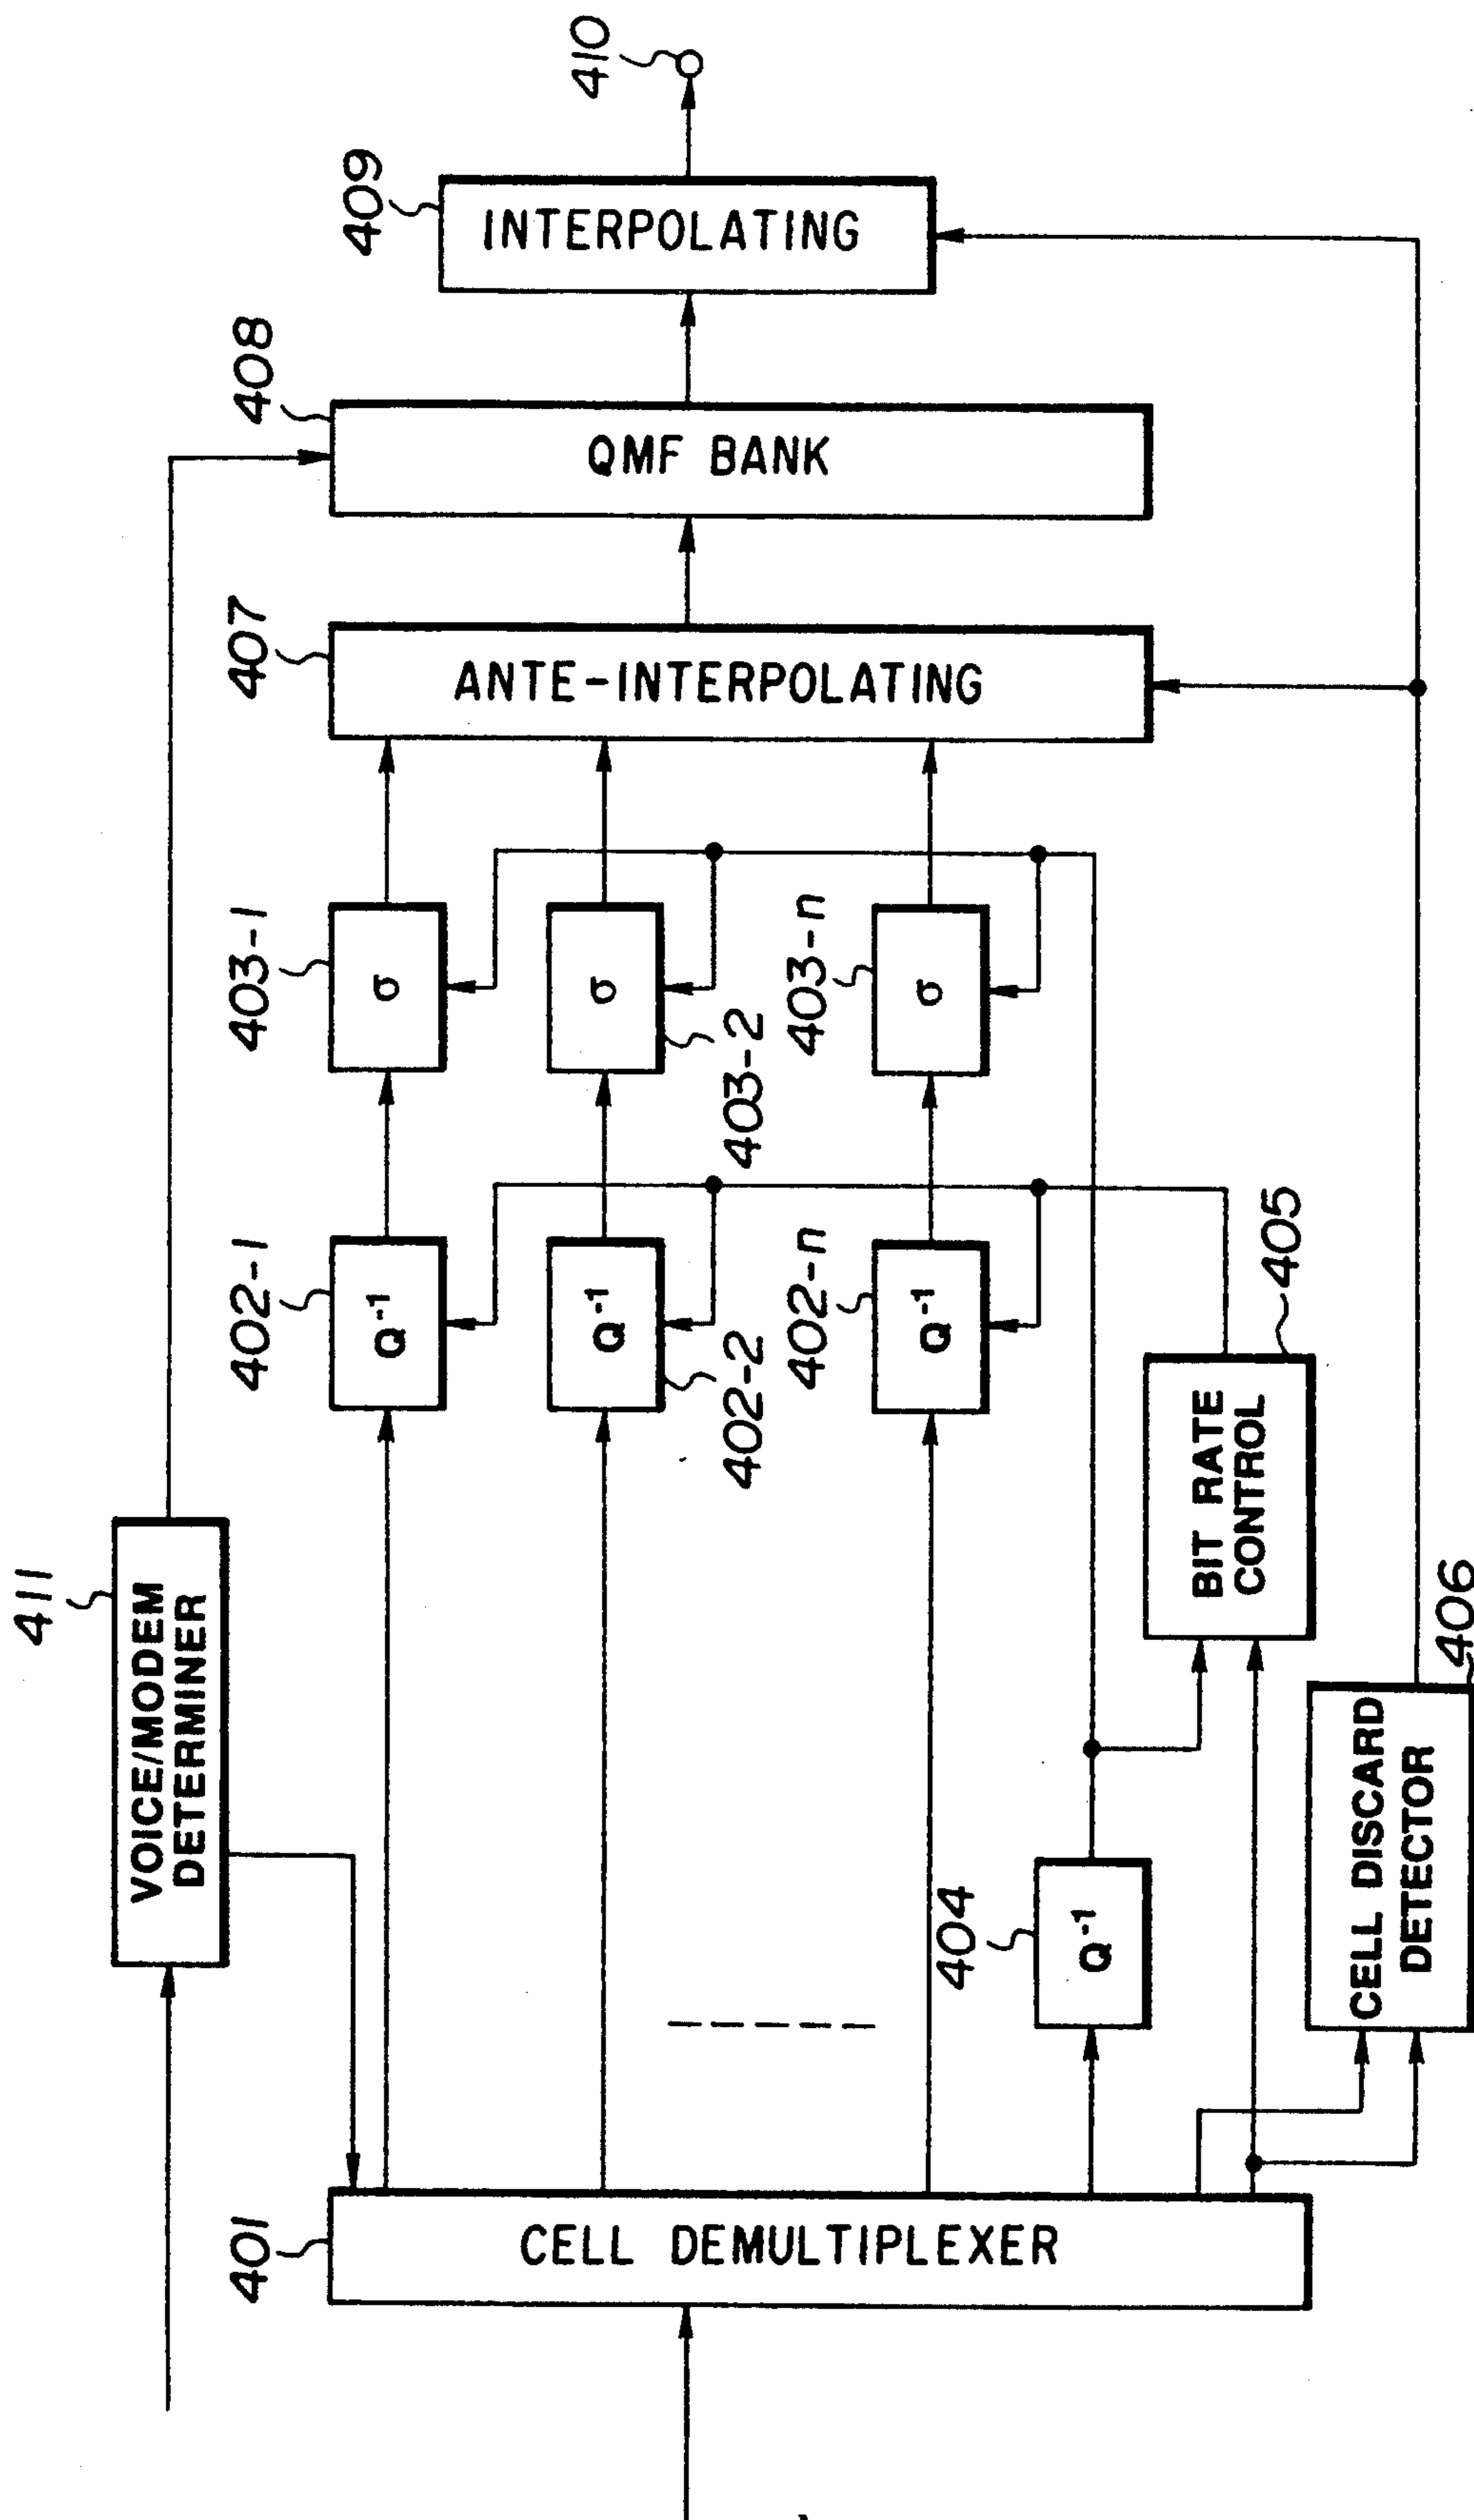 411
VOICE/MODEM
DETERMINER
401
CELL DEMULTIPLEXER
402-1
Q⁻¹
403-1
σ
402-2
Q⁻¹
403-2
σ
402-n
Q⁻¹
403-n
σ
404
Q⁻¹
BIT RATE
CONTROL
405
CELL DISCARD
DETECTOR
406
407
ANTE-INTERPOLATING
408
QMF BANK
409
INTERPOLATING
410